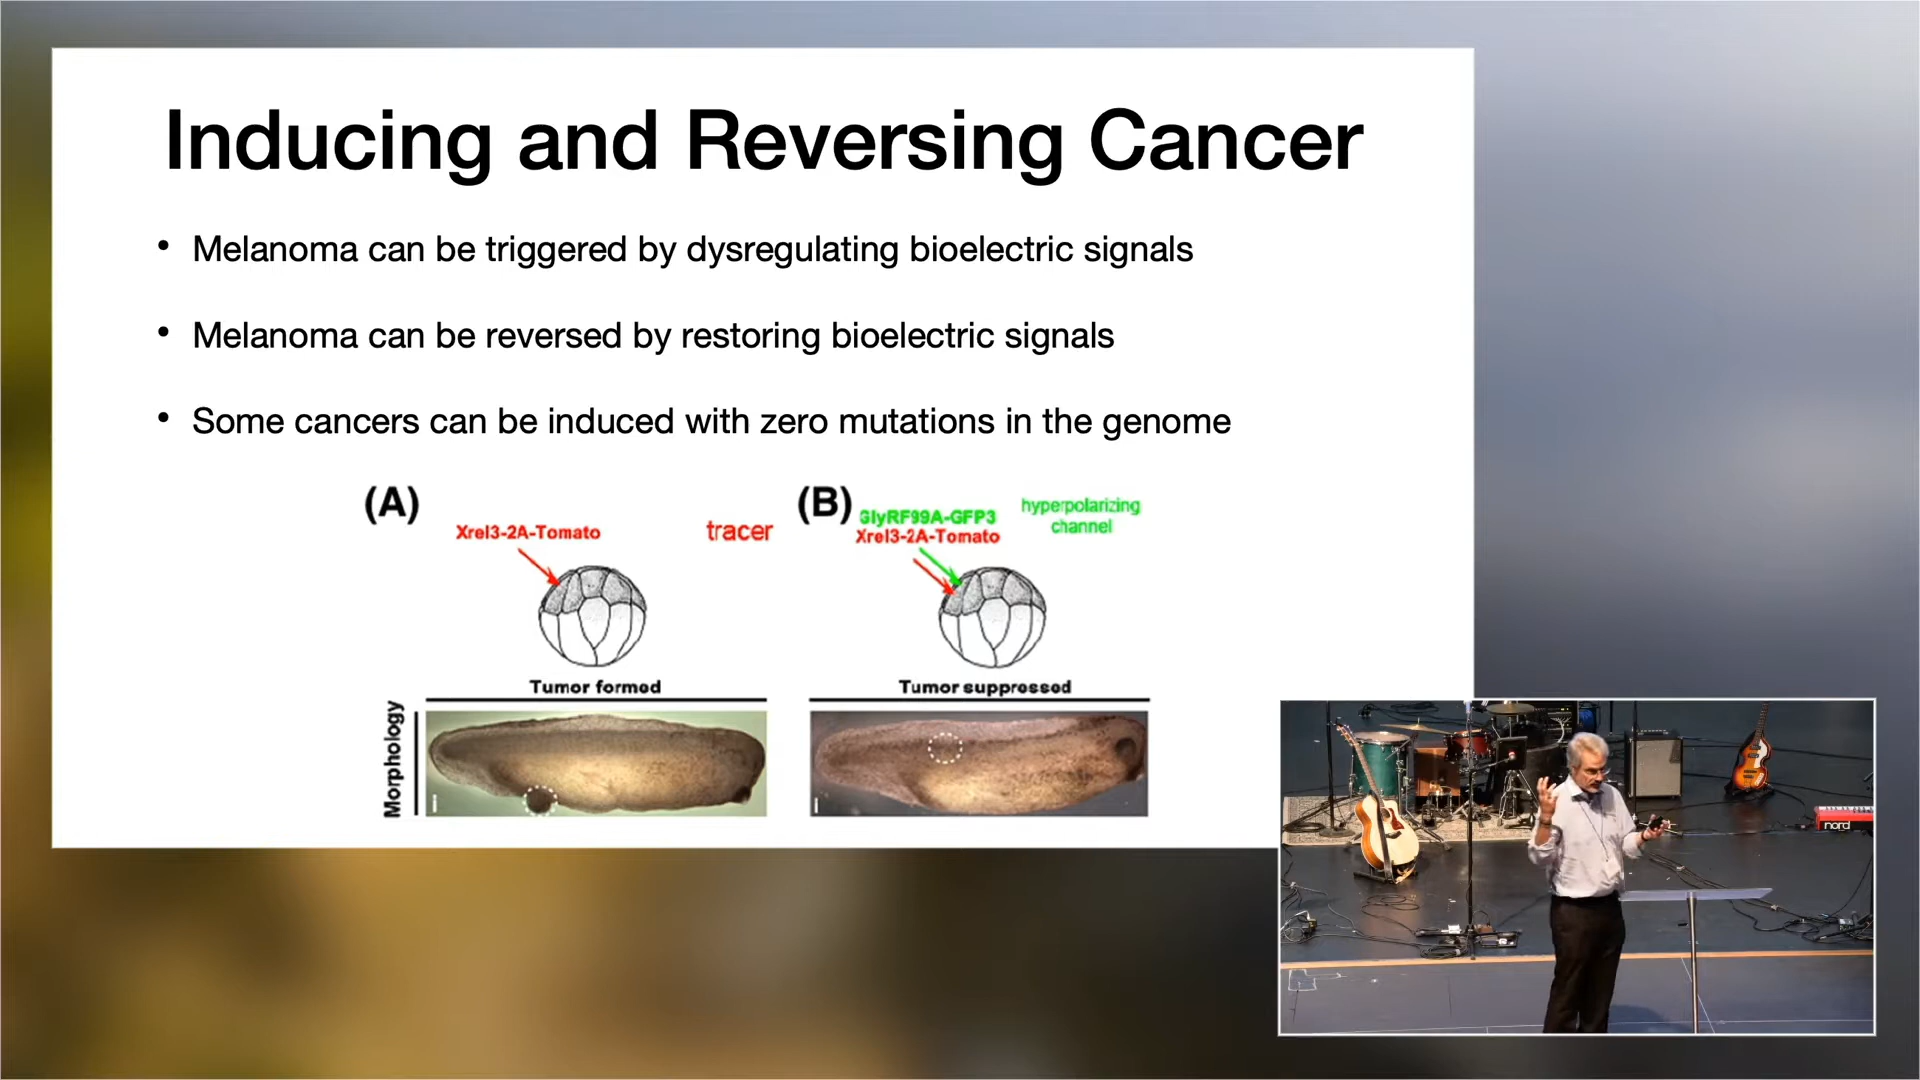 Inducing and Reversing Cancer
• Melanoma can be triggered by dysregulating bioelectric signals
• Melanoma can be reversed by restoring bioelectric signals
• Some cancers can be induced with zero mutations in the genome
(A)
Xrel3-2A-Tomato
tracer
(B)
GlyRF99A-GFP3
Xrel3-2A-Tomato
hyperpolarizing
channel
Tumor formed
Tumor suppressed
Morphology
nord